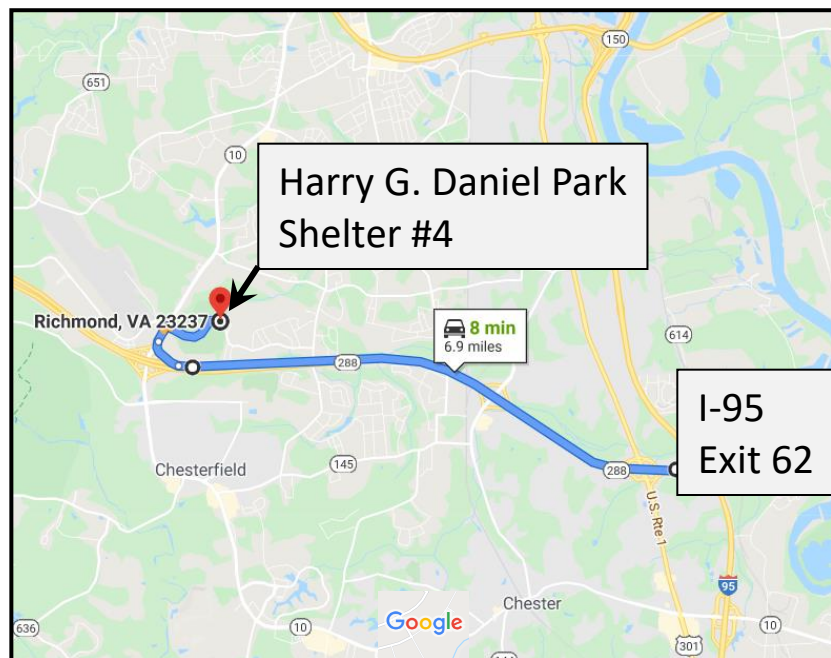 150
651
10
Harry G. Daniel Park
Shelter #4
Richmond, VA 23237
8 min
6.9 miles
614
288
I-95
Exit 62
Chesterfield
145
288
U.S. Rte 1
95
Chester
Google
10
636
10
301